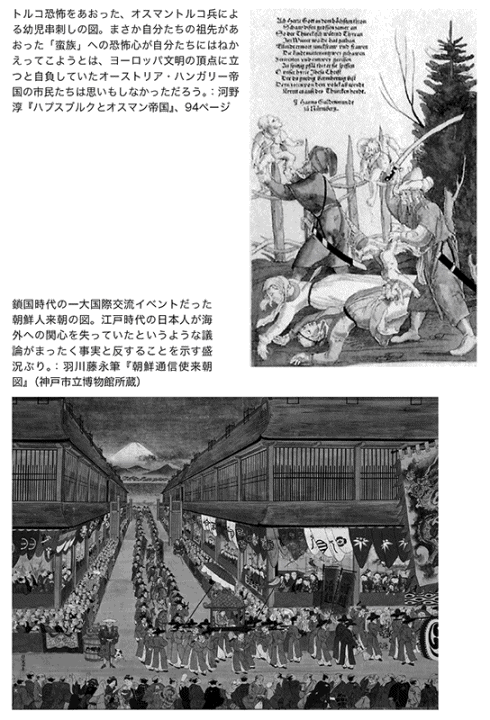 トルコ恐怖をあおった、オスマントルコ兵によ
る幼児串刺しの図。まさか自分たちの祖先があ
おった「蛮族」への恐怖心が自分たちにはねか
えってこようとは、ヨーロッパ文明の頂点に立
つと自負していたオーストリア・ハンガリー帝
国の市民たちは思いもしなかっただろう。：河野
淳『ハプスブルクとオスマン帝国』、94ページ
鎖国時代の一大国際交流イベントだった
朝鮮人来朝の図。江戸時代の日本人が海
外への関心を失っていたというような議
論がまったく事実と反することを示す盛
況ぶり。：羽川藤永筆『朝鮮通信使来朝
図』（神戸市立博物館所蔵）